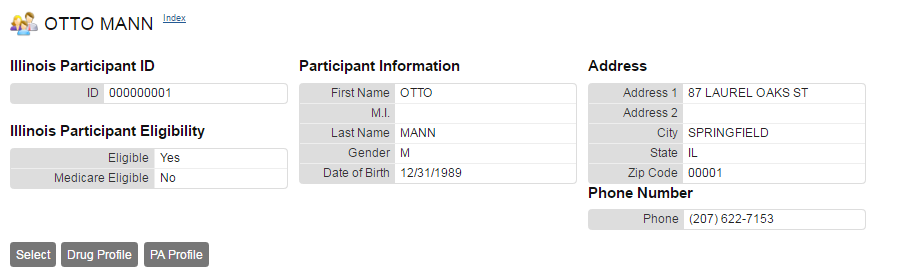 OTTO MANN Index
Illinois Participant ID
ID 000000001
Illinois Participant Eligibility
Eligible Yes
Medicare Eligible No
Participant Information
First Name OTTO
M.I.
Last Name MANN
Gender M
Date of Birth 12/31/1989
Address
Address 1 87 LAUREL OAKS ST
Address 2
City SPRINGFIELD
State IL
Zip Code 00001
Phone Number
Phone (207) 622-7153
Select Drug Profile PA Profile